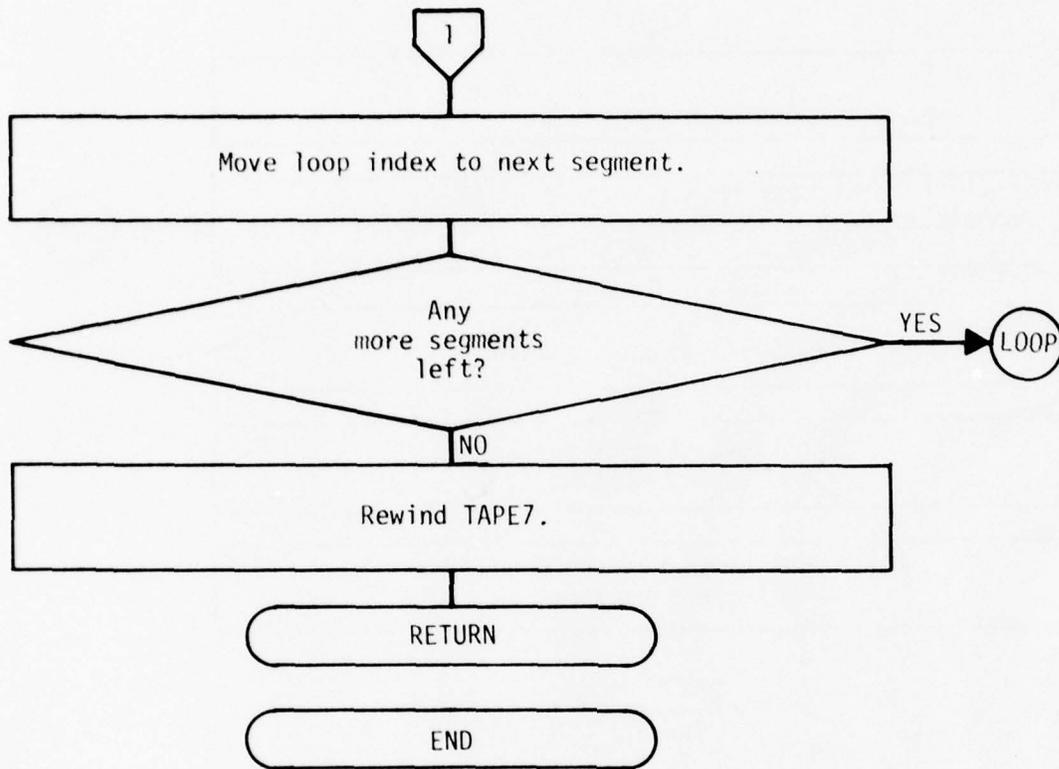 1
Move loop index to next segment.
Any
more segments
left?
YES
LOOP
NO
Rewind TAPE7.
RETURN
END